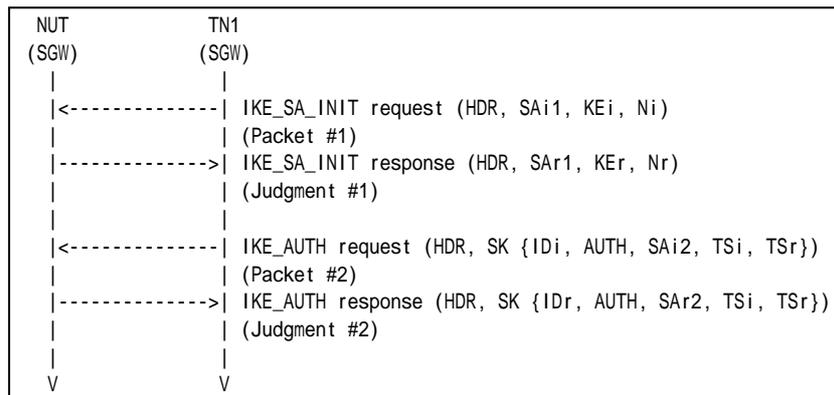 NUT TN1
(SGW) (SGW)
| |
|<--------------| IKE_SA_INIT request (HDR, SAi1, KEi, Ni)
| | (Packet #1)
|-------------->| IKE_SA_INIT response (HDR, SAr1, KEr, Nr)
| | (Judgment #1)
| |
|<--------------| IKE_AUTH request (HDR, SK {IDi, AUTH, SAi2, TSi, TSr})
| | (Packet #2)
|-------------->| IKE_AUTH response (HDR, SK {IDr, AUTH, SAr2, TSi, TSr})
| | (Judgment #2)
| |
V V